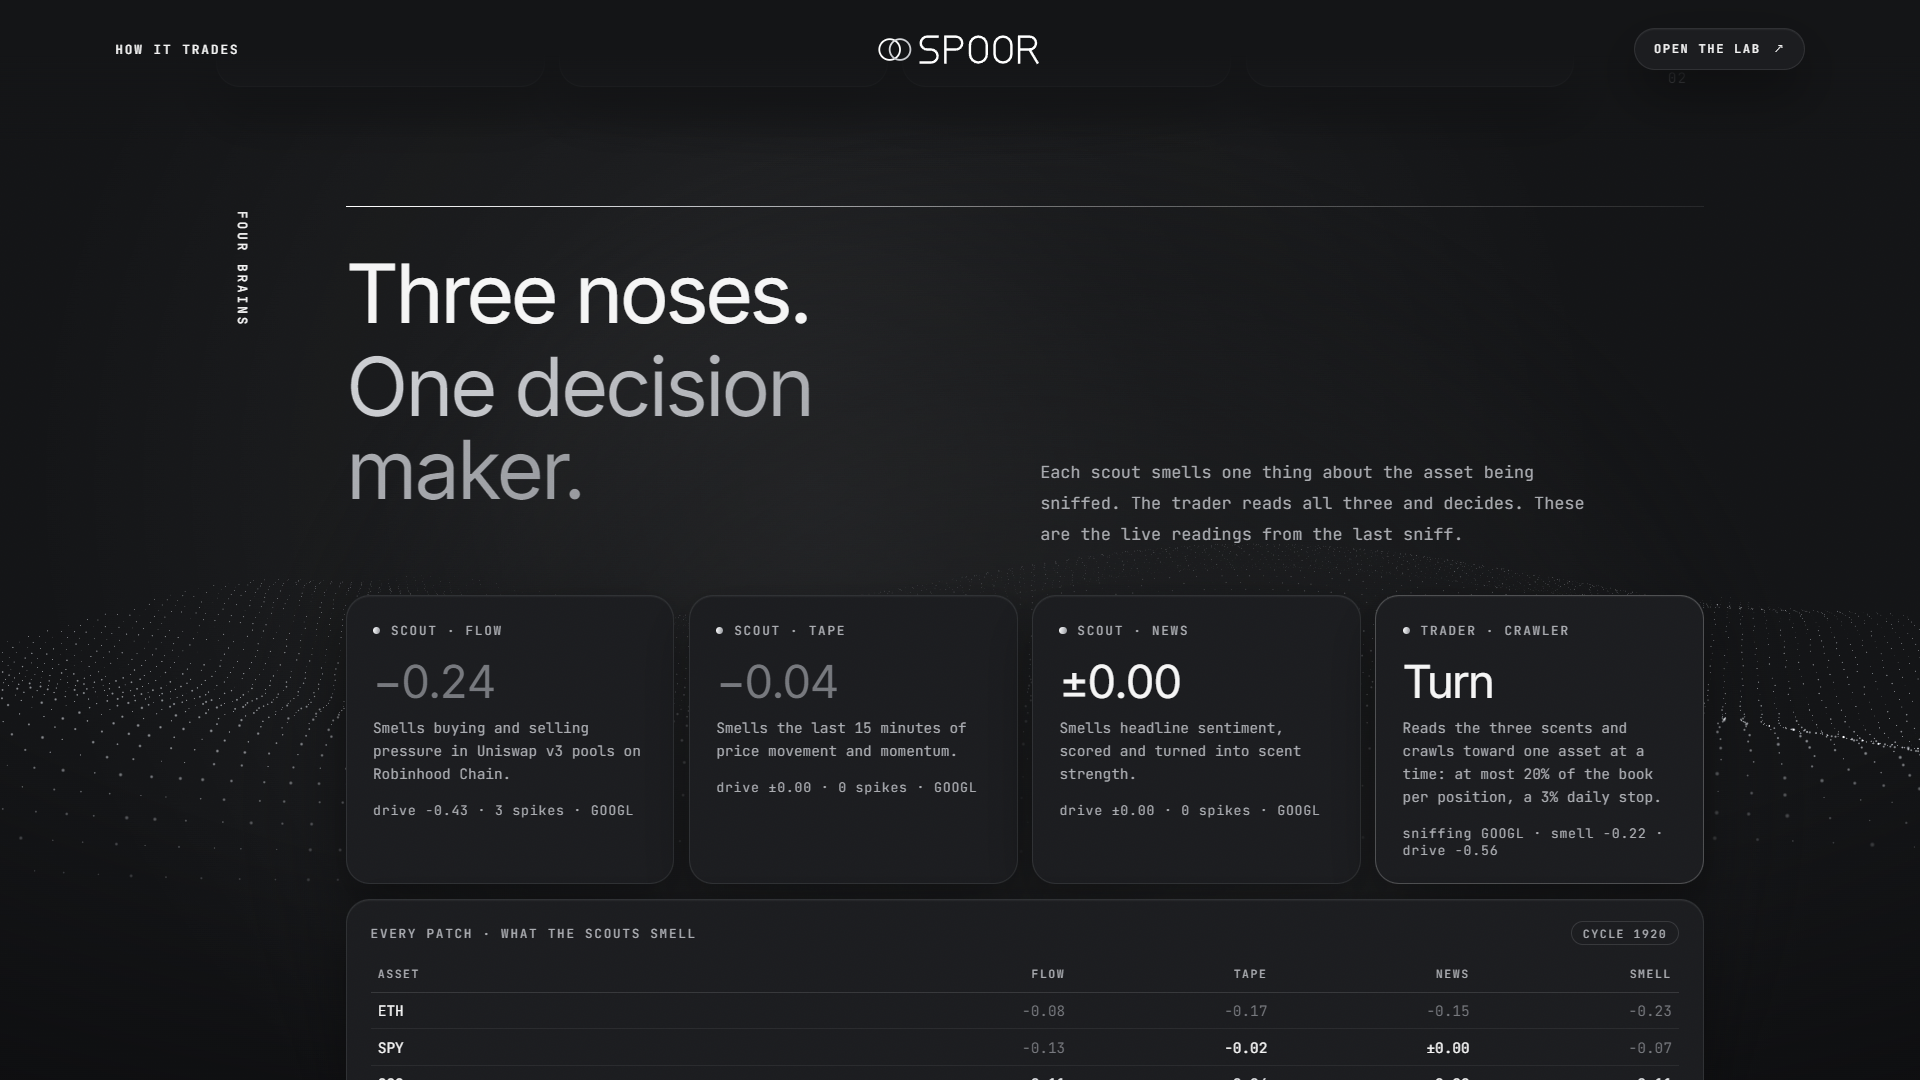 HOW IT TRADES
SPOOR
OPEN THE LAB ↗
02
FOUR BRAINS
Three noses.
One decision
maker.
Each scout smells one thing about the asset being
sniffed. The trader reads all three and decides. These
are the live readings from the last sniff.
SCOUT · FLOW
−0.24
Smells buying and selling
pressure in Uniswap v3 pools on
Robinhood Chain.
drive -0.43 · 3 spikes · GOOGL
SCOUT · TAPE
−0.04
Smells the last 15 minutes of
price movement and momentum.
drive ±0.00 · 0 spikes · GOOGL
SCOUT · NEWS
±0.00
Smells headline sentiment,
scored and turned into scent
strength.
drive ±0.00 · 0 spikes · GOOGL
TRADER · CRAWLER
Turn
Reads the three scents and
crawls toward one asset at a
time: at most 20% of the book
per position, a 3% daily stop.
sniffing GOOGL · smell -0.22 ·
drive -0.56
EVERY PATCH · WHAT THE SCOUTS SMELL
CYCLE 1920
ASSET FLOW TAPE NEWS SMELL
ETH -0.08 -0.17 -0.15 -0.23
SPY -0.13 -0.02 ±0.00 -0.07